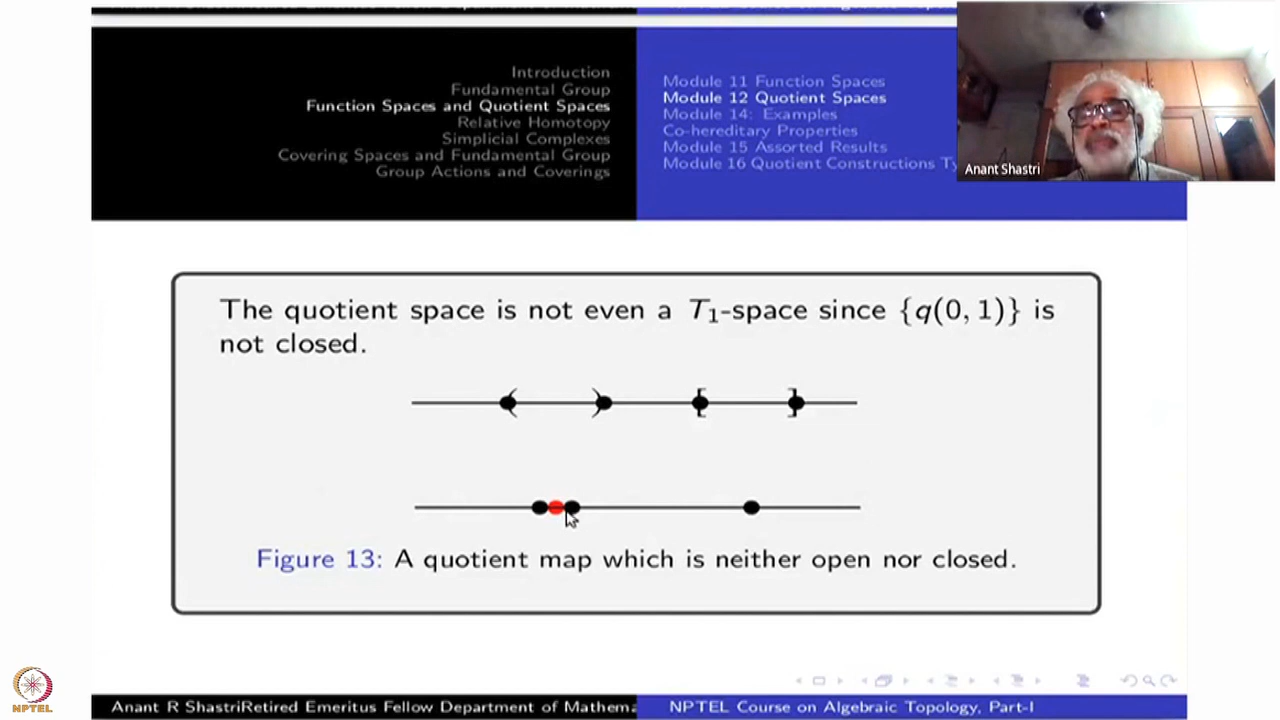 Introduction
Fundamental Group
Function Spaces and Quotient Spaces
Relative Homotopy
Simplicial Complexes
Covering Spaces and Fundamental Group
Group Actions and Coverings
Module 11 Function Spaces
Module 12 Quotient Spaces
Module 14: Examples
Co-hereditary Properties
Module 15 Assorted Results
Module 16 Quotient Constructions Ty
Anant Shastri
The quotient space is not even a T₁-space since {q(0, 1)} is
not closed.
( ) [ ]
Figure 13: A quotient map which is neither open nor closed.
NPTEL
Anant R ShastriRetired Emeritus Fellow Department of Mathema
NPTEL Course on Algebraic Topology, Part-I